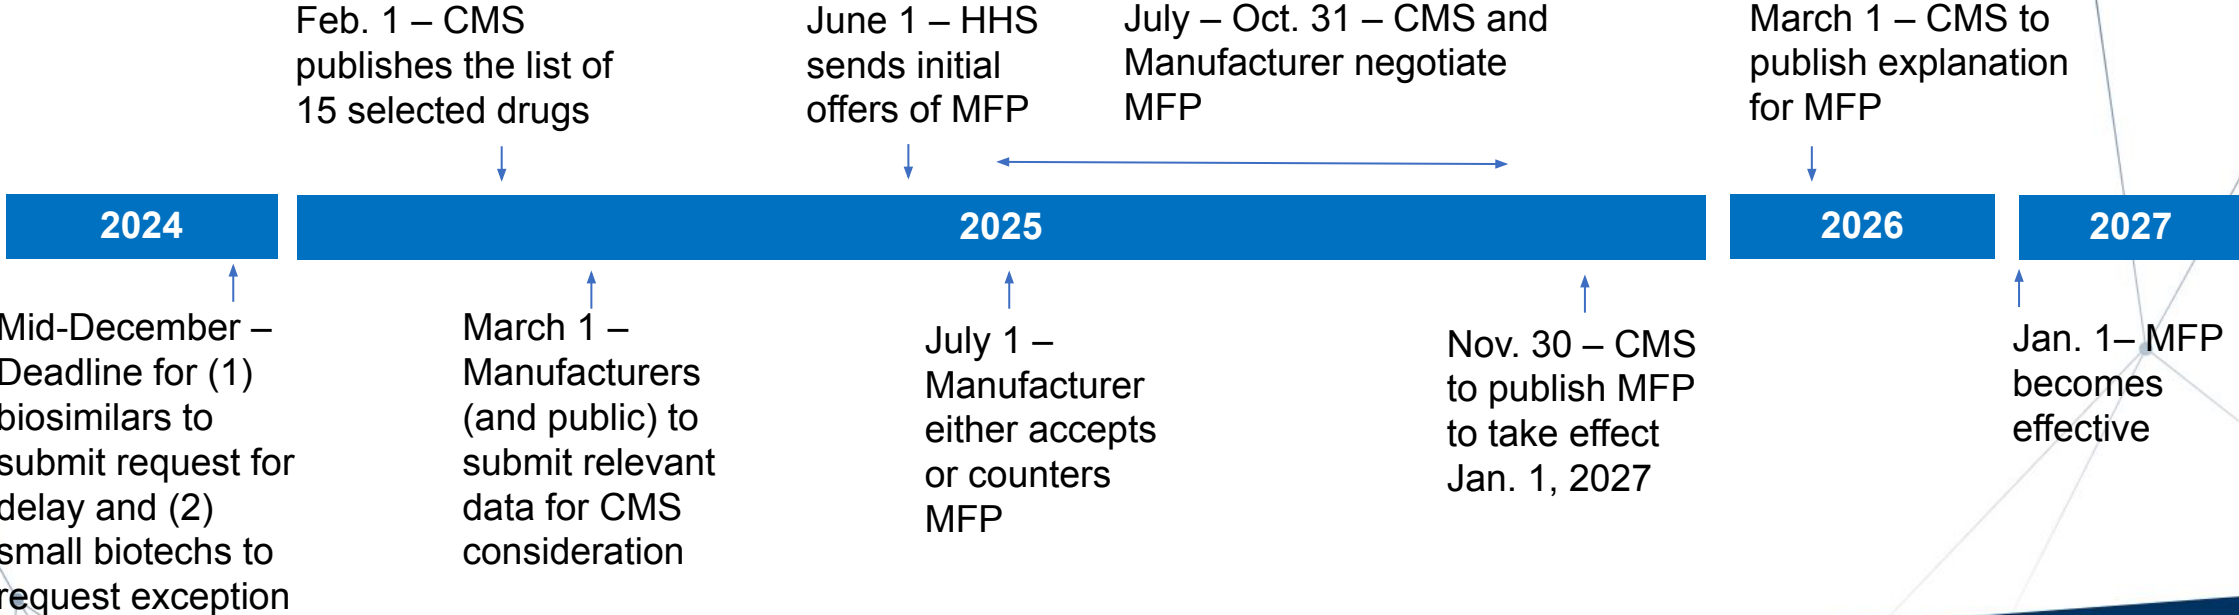 Feb. 1 – CMS
publishes the list of
15 selected drugs
June 1 – HHS
sends initial
offers of MFP
July – Oct. 31 – CMS and
Manufacturer negotiate
MFP
March 1 – CMS to
publish explanation
for MFP
2024
2025
2026
2027
Mid-December –
Deadline for (1)
biosimilars to
submit request for
delay and (2)
small biotechs to
request exception
March 1 –
Manufacturers
(and public) to
submit relevant
data for CMS
consideration
July 1 –
Manufacturer
either accepts
or counters
MFP
Nov. 30 – CMS
to publish MFP
to take effect
Jan. 1, 2027
Jan. 1– MFP
becomes
effective